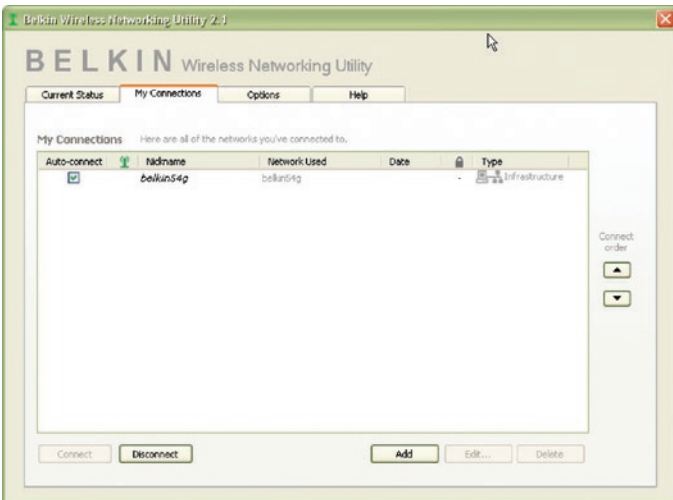 Belkin Wireless Networking Utility 2.1
BELKIN Wireless Networking Utility
Current Status My Connections Options Help
My Connections Here are all of the networks you've connected to.
Auto-connect Nickname Network Used Date Type
belkin54g belkin54g - Infrastructure
Connect
order
Connect Disconnect Add Edit... Delete